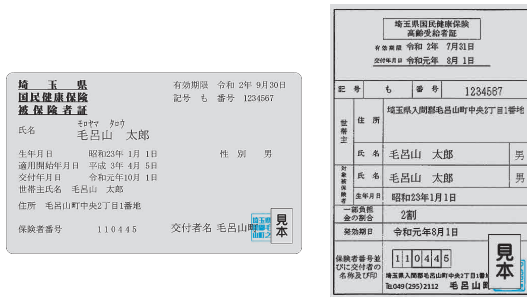 埼玉県
国民健康保険
被保険者証
有効期限 令和 2年 9月30日
記号 も 番号 1234567
モロヤマ タロウ
氏名 毛呂山 太郎
生年月日 昭和23年 1月 1日 性別 男
適用開始年月日 平成 3年 4月 5日
交付年月日 令和元年10月 1日
世帯主氏名 毛呂山 太郎
住所 毛呂山町中央2丁目1番地
保険者番号 110445 交付者名 毛呂山町
見本
埼玉県国民健康保険
高齢受給者証
有効期限 令和 2年 7月31日
交付年月日 令和元年 8月 1日
記号 も 番号 1234567
世帯主 住所 埼玉県入間郡毛呂山町中央2丁目1番地
氏名 毛呂山 太郎 男
対象被保険者 氏名 毛呂山 太郎 男
生年月日 昭和23年1月1日
一部負担金の割合 2割
発効期日 令和元年8月1日
保険者番号並びに交付者の名称及び印
110445
埼玉県入間郡毛呂山町中央2丁目1番
℡049(295)2112 毛呂山
見本